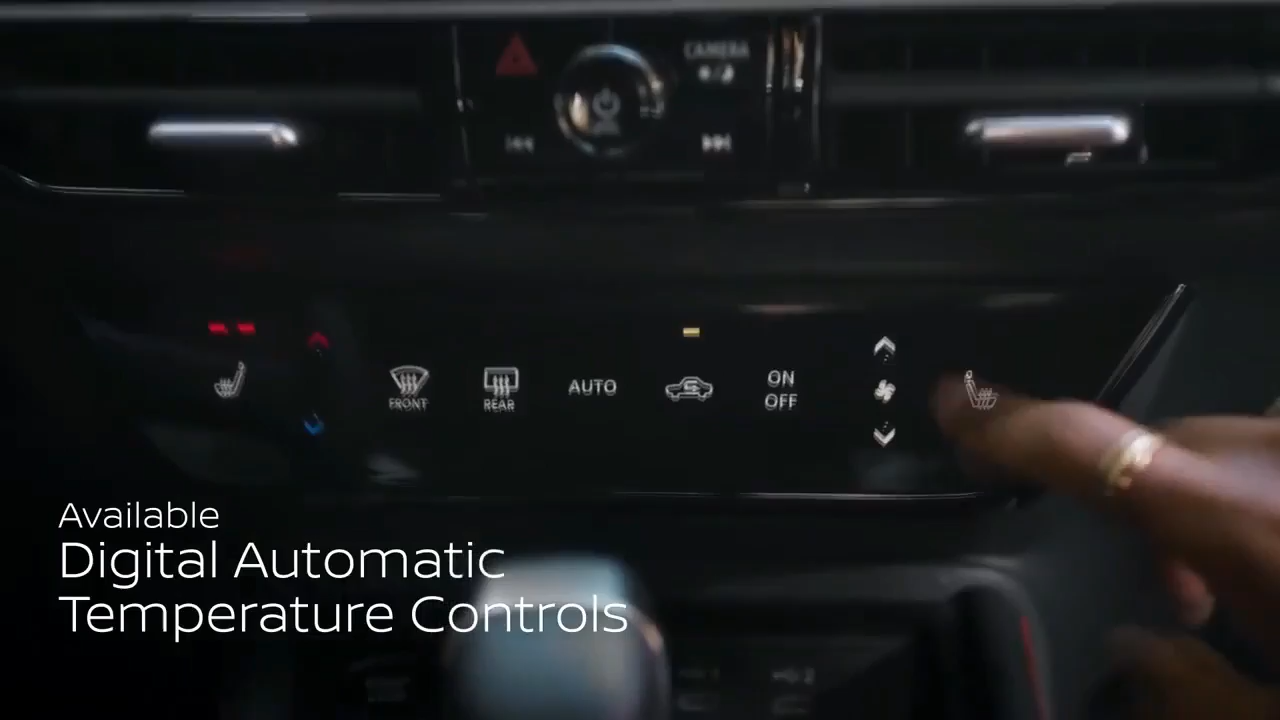 CAMERA
FRONT
REAR
AUTO
ON
OFF
Available
Digital Automatic
Temperature Controls